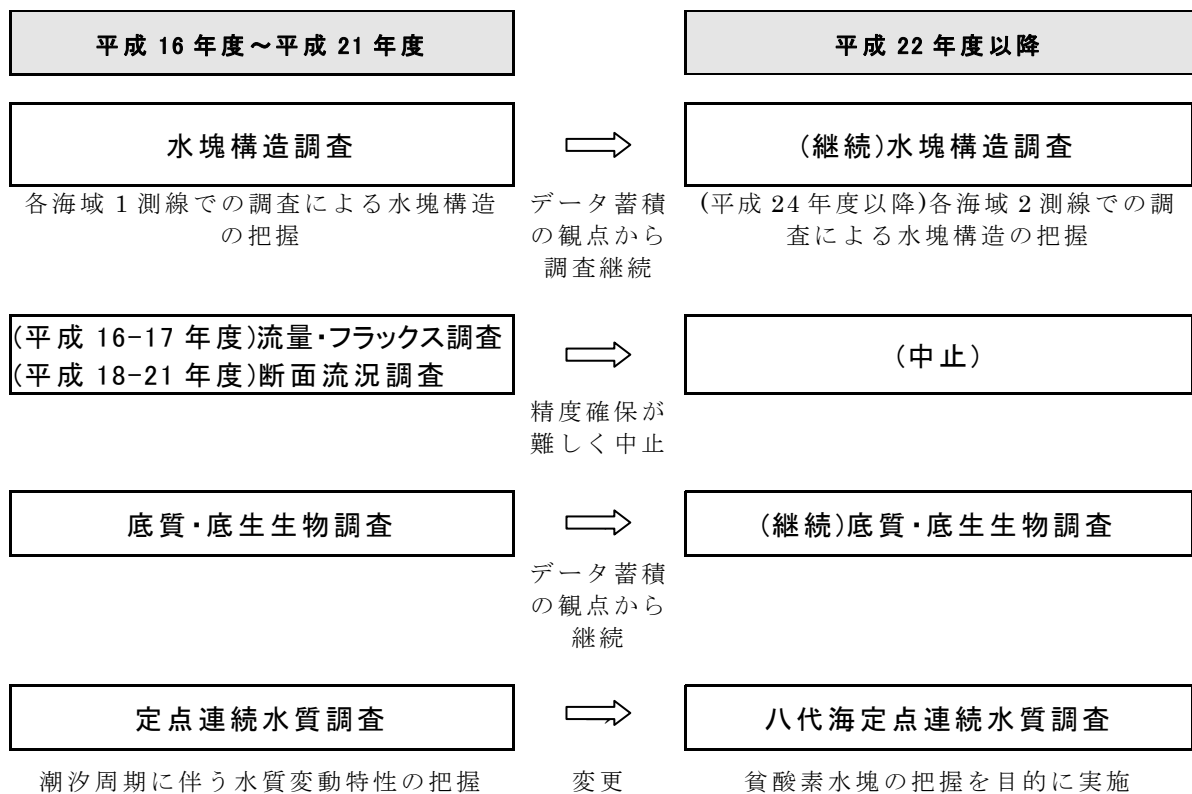 平成 16 年度～平成 21 年度
平成 22 年度以降
水塊構造調査
(継続)水塊構造調査
各海域 1 測線での調査による水塊構造
の把握
データ蓄積
の観点から
調査継続
(平成 24 年度以降)各海域 2 測線での調
査による水塊構造の把握
(平成 16-17 年度)流量・フラックス調査
(平成 18-21 年度)断面流況調査
(中止)
精度確保が
難しく中止
底質・底生生物調査
(継続)底質・底生生物調査
データ蓄積
の観点から
継続
定点連続水質調査
八代海定点連続水質調査
潮汐周期に伴う水質変動特性の把握
変更
貧酸素水塊の把握を目的に実施